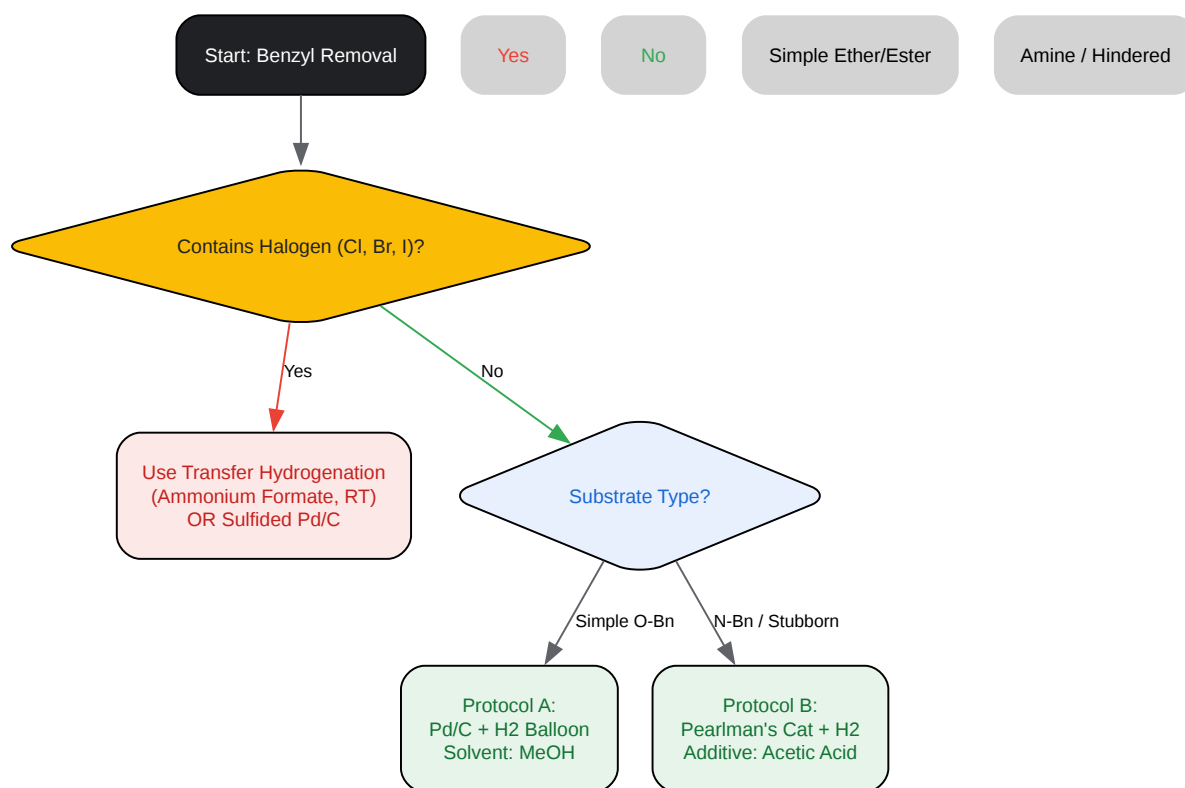 Start: Benzyl Removal
Yes
No
Simple Ether/Ester
Amine / Hindered
Contains Halogen (Cl, Br, I)?
Yes
No
Use Transfer Hydrogenation
(Ammonium Formate, RT)
OR Sulfided Pd/C
Substrate Type?
Simple O-Bn
N-Bn / Stubborn
Protocol A:
Pd/C + H2 Balloon
Solvent: MeOH
Protocol B:
Pearlman's Cat + H2
Additive: Acetic Acid